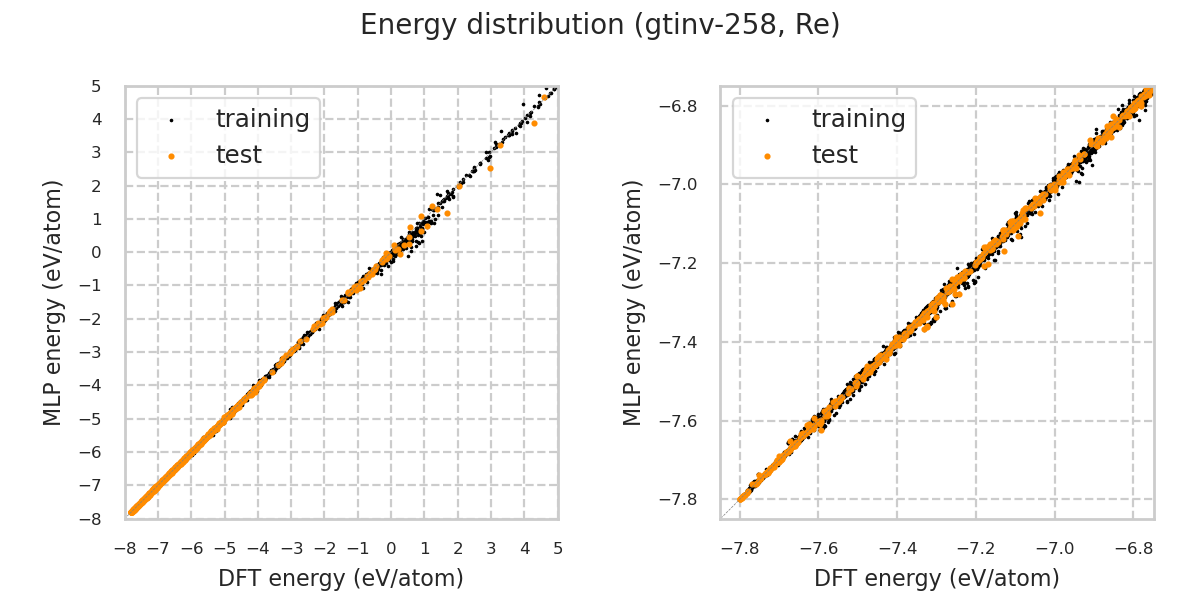 Energy distribution (gtinv-258, Re)
training
test
5
4
3
2
1
0
−1
−2
−3
−4
−5
−6
−7
−8
−8 −7 −6 −5 −4 −3 −2 −1 0 1 2 3 4 5
MLP energy (eV/atom)
DFT energy (eV/atom)
training
test
−6.8
−7.0
−7.2
−7.4
−7.6
−7.8
−7.8 −7.6 −7.4 −7.2 −7.0 −6.8
MLP energy (eV/atom)
DFT energy (eV/atom)